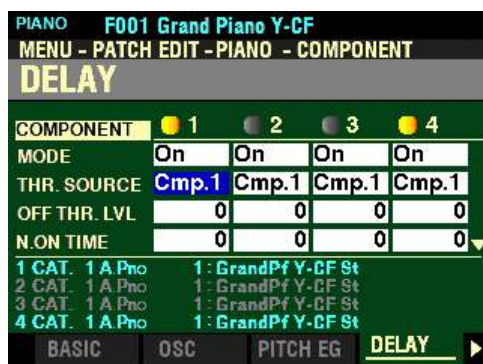 PIANO F001 Grand Piano Y-CF
MENU - PATCH EDIT - PIANO - COMPONENT
DELAY
COMPONENT 1 2 3 4
MODE On On On On
THR. SOURCE Cmp.1 Cmp.1 Cmp.1 Cmp.1
OFF THR. LVL 0 0 0 0
N.ON TIME 0 0 0 0
1 CAT. 1 A.Pno 1: GrandPf Y-CF St
2 CAT. 1 A.Pno 1: GrandPf Y-CF St
3 CAT. 1 A.Pno 1: GrandPf Y-CF St
4 CAT. 1 A.Pno 1: GrandPf Y-CF St
BASIC OSC PITCH EG DELAY